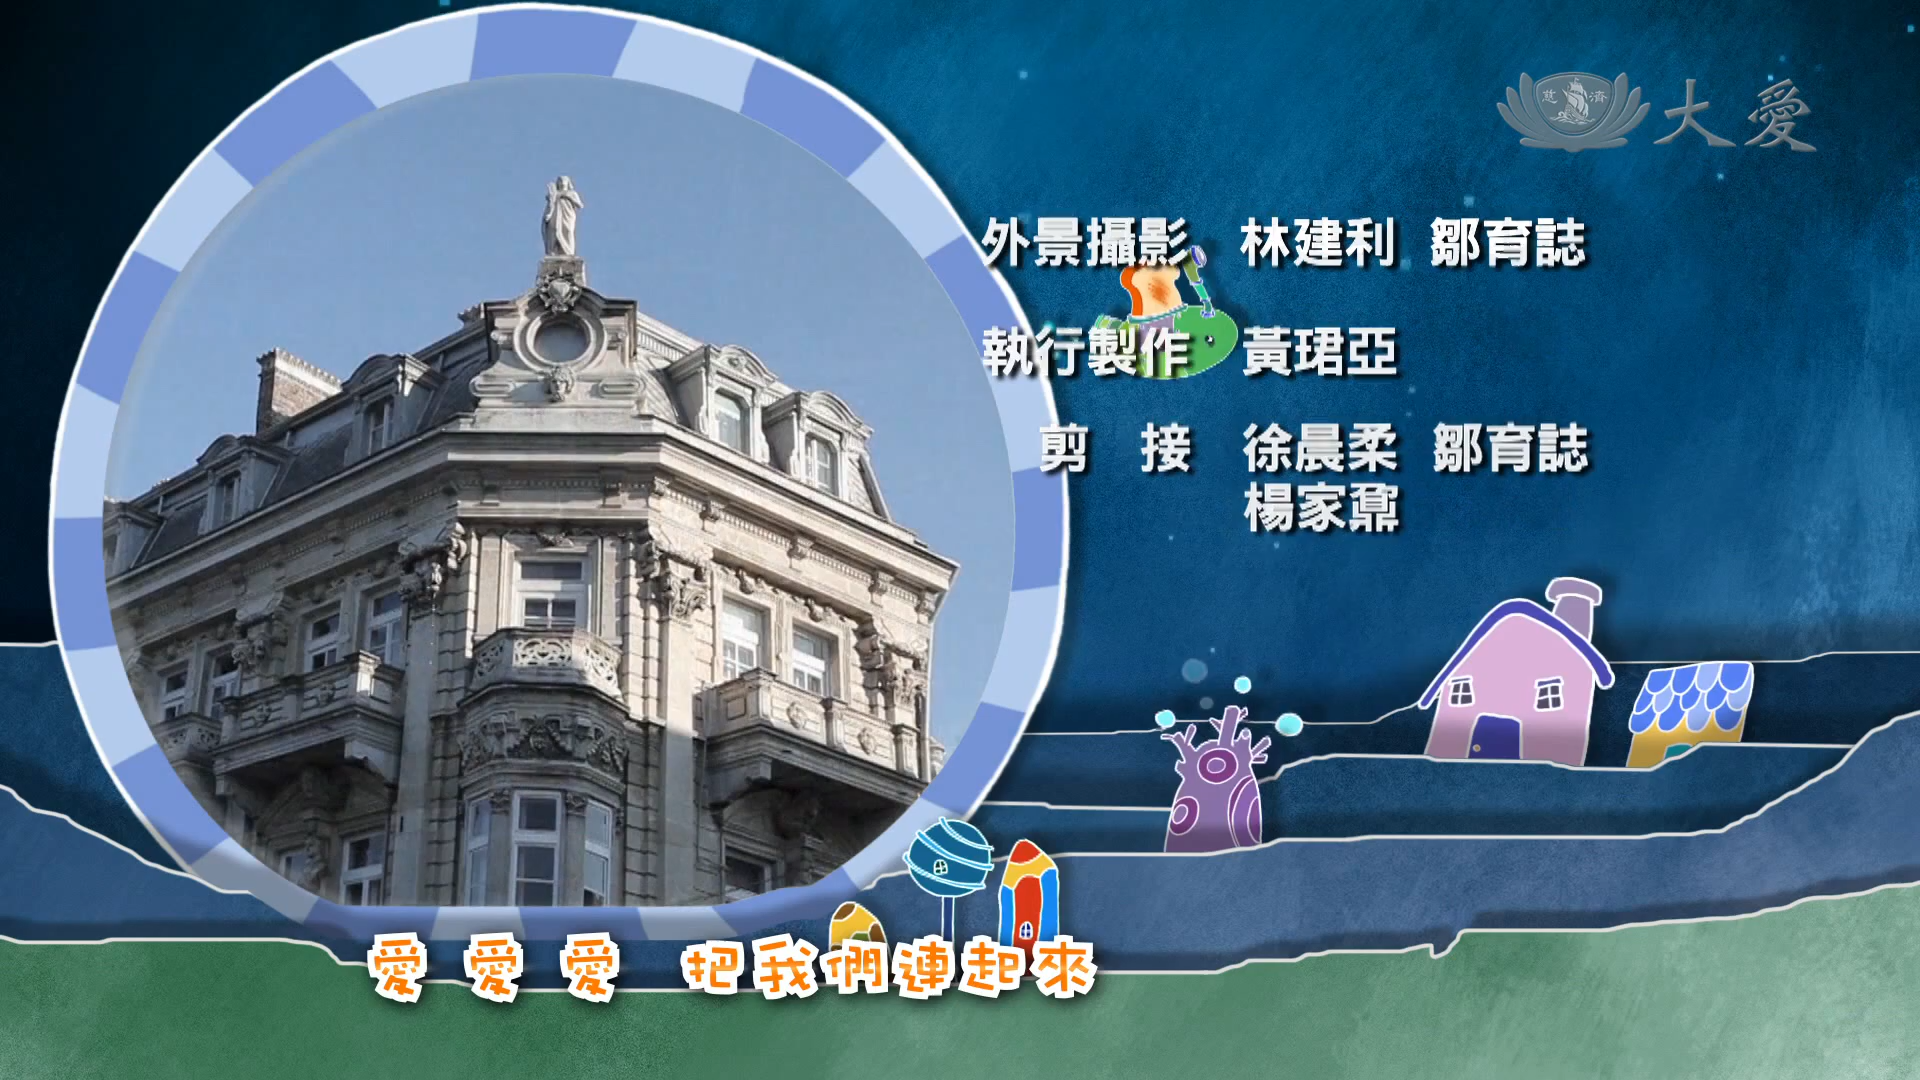 慈濟 大愛
外景攝影 林建利 鄒育誌
執行製作 黃珺亞
剪 接 徐晨柔 鄒育誌
楊家鼐
愛 愛 愛 把我們連起來